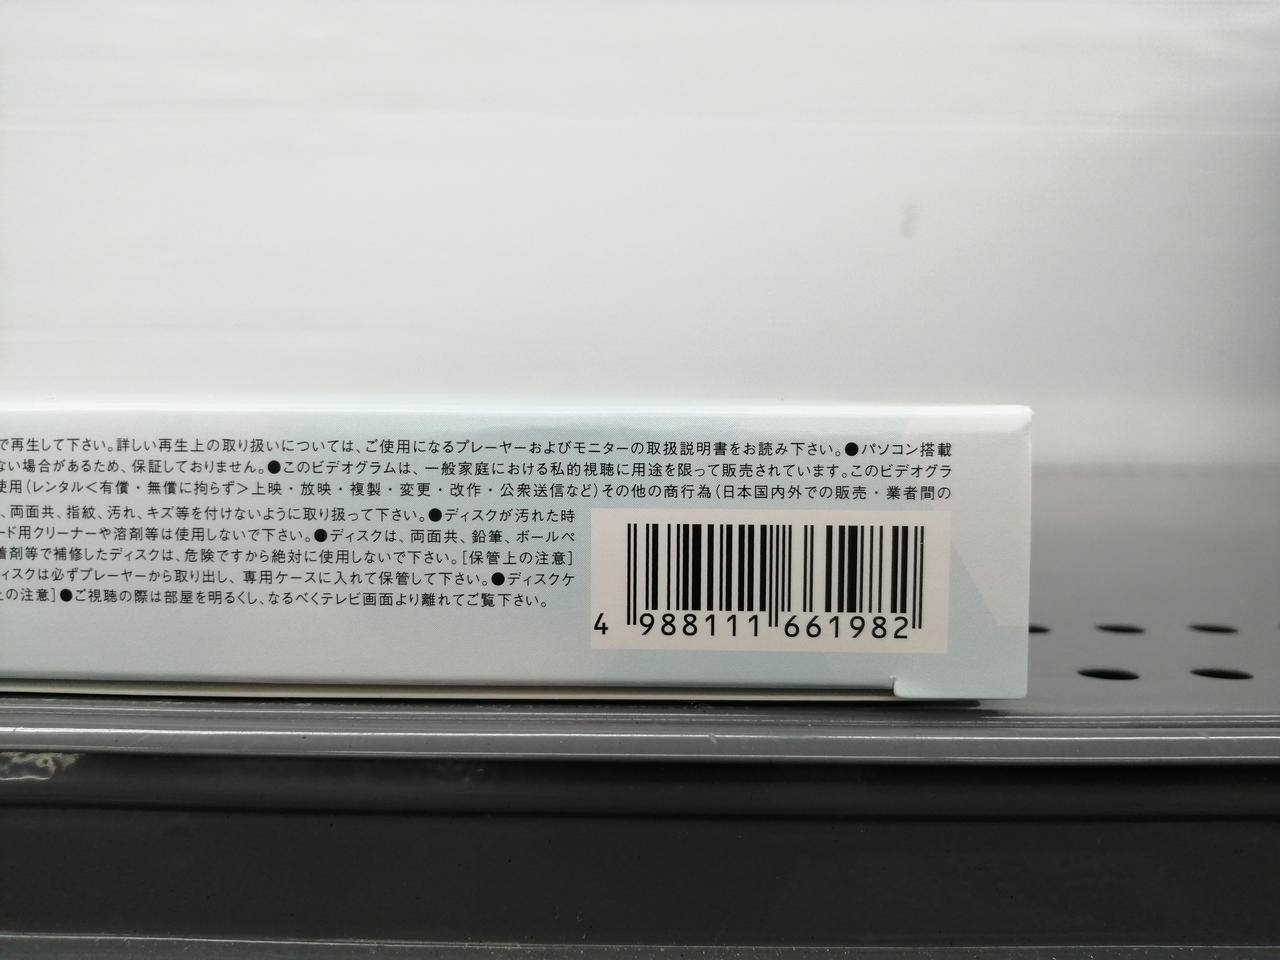 で再生して下さい。詳しい再生上の取り扱いについては、ご使用になるプレーヤーおよびモニターの取扱説明書をお読み下さい。●パソコン搭載
ない場合があるため、保証しておりません。●このビデオグラムは、一般家庭における私的視聴に用途を限って販売されています。このビデオグラ
使用(レンタル<有償・無償に拘らず>上映・放映・複製・変更・改作・公衆送信など)その他の商行為(日本国内外での販売・業者間の
、両面共、指紋、汚れ、キズ等を付けないように取り扱って下さい。●ディスクが汚れた時
ード用クリーナーや溶剤等は使用しないで下さい。●ディスクは、両面共、鉛筆、ボールペ
着剤等で補修したディスクは、危険ですから絶対に使用しないで下さい。[保管上の注意]
ィスクは必ずプレーヤーから取り出し、専用ケースに入れて保管して下さい。●ディスクケ
上の注意]●ご視聴の際は部屋を明るくし、なるべくテレビ画面より離れてご覧下さい。
4 988111 661982